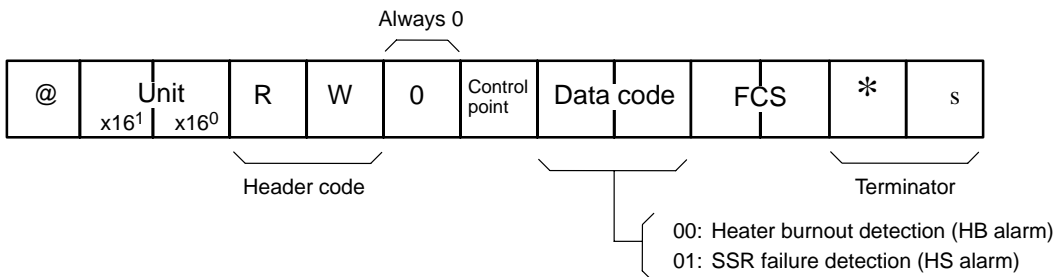 Always 0
@ Unit R W 0 Control point Data code FCS * s
x16¹ x16⁰
Header code
Terminator
00: Heater burnout detection (HB alarm)
01: SSR failure detection (HS alarm)